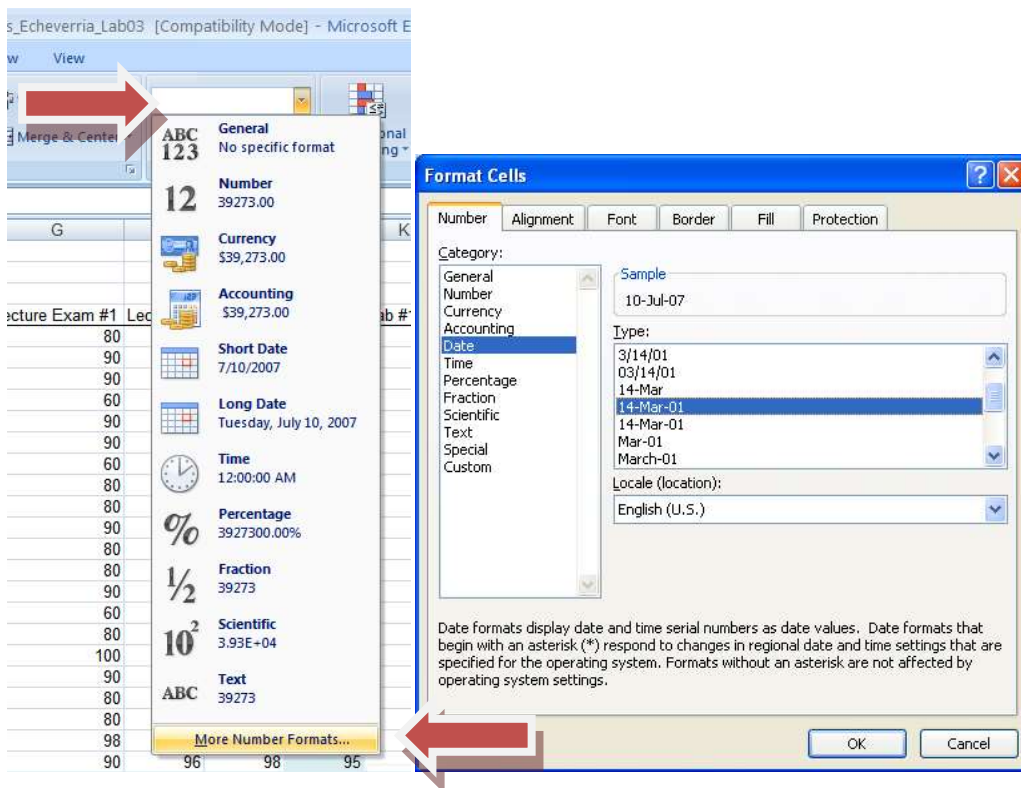 s_Echeverria_Lab03 [Compatibility Mode] - Microsoft E
w View
Merge & Center
onal
ng
G K
ecture Exam #1 Lec ab #
80
90
90
60
90
90
60
80
80
90
80
80
90
60
80
100
90
80
80
98
90 96 98 95
ABC
123
General
No specific format
12
Number
39273.00
Currency
$39,273.00
Accounting
$39,273.00
Short Date
7/10/2007
Long Date
Tuesday, July 10, 2007
Time
12:00:00 AM
%
Percentage
3927300.00%
1/2
Fraction
39273
10²
Scientific
3.93E+04
ABC
Text
39273
More Number Formats...
Format Cells
Number Alignment Font Border Fill Protection
Category:
General
Number
Currency
Accounting
Date
Time
Percentage
Fraction
Scientific
Text
Special
Custom
Sample
10-Jul-07
Type:
3/14/01
03/14/01
14-Mar
14-Mar-01
14-Mar-01
Mar-01
March-01
Locale (location):
English (U.S.)
Date formats display date and time serial numbers as date values. Date formats that
begin with an asterisk (*) respond to changes in regional date and time settings that are
specified for the operating system. Formats without an asterisk are not affected by
operating system settings.
OK Cancel